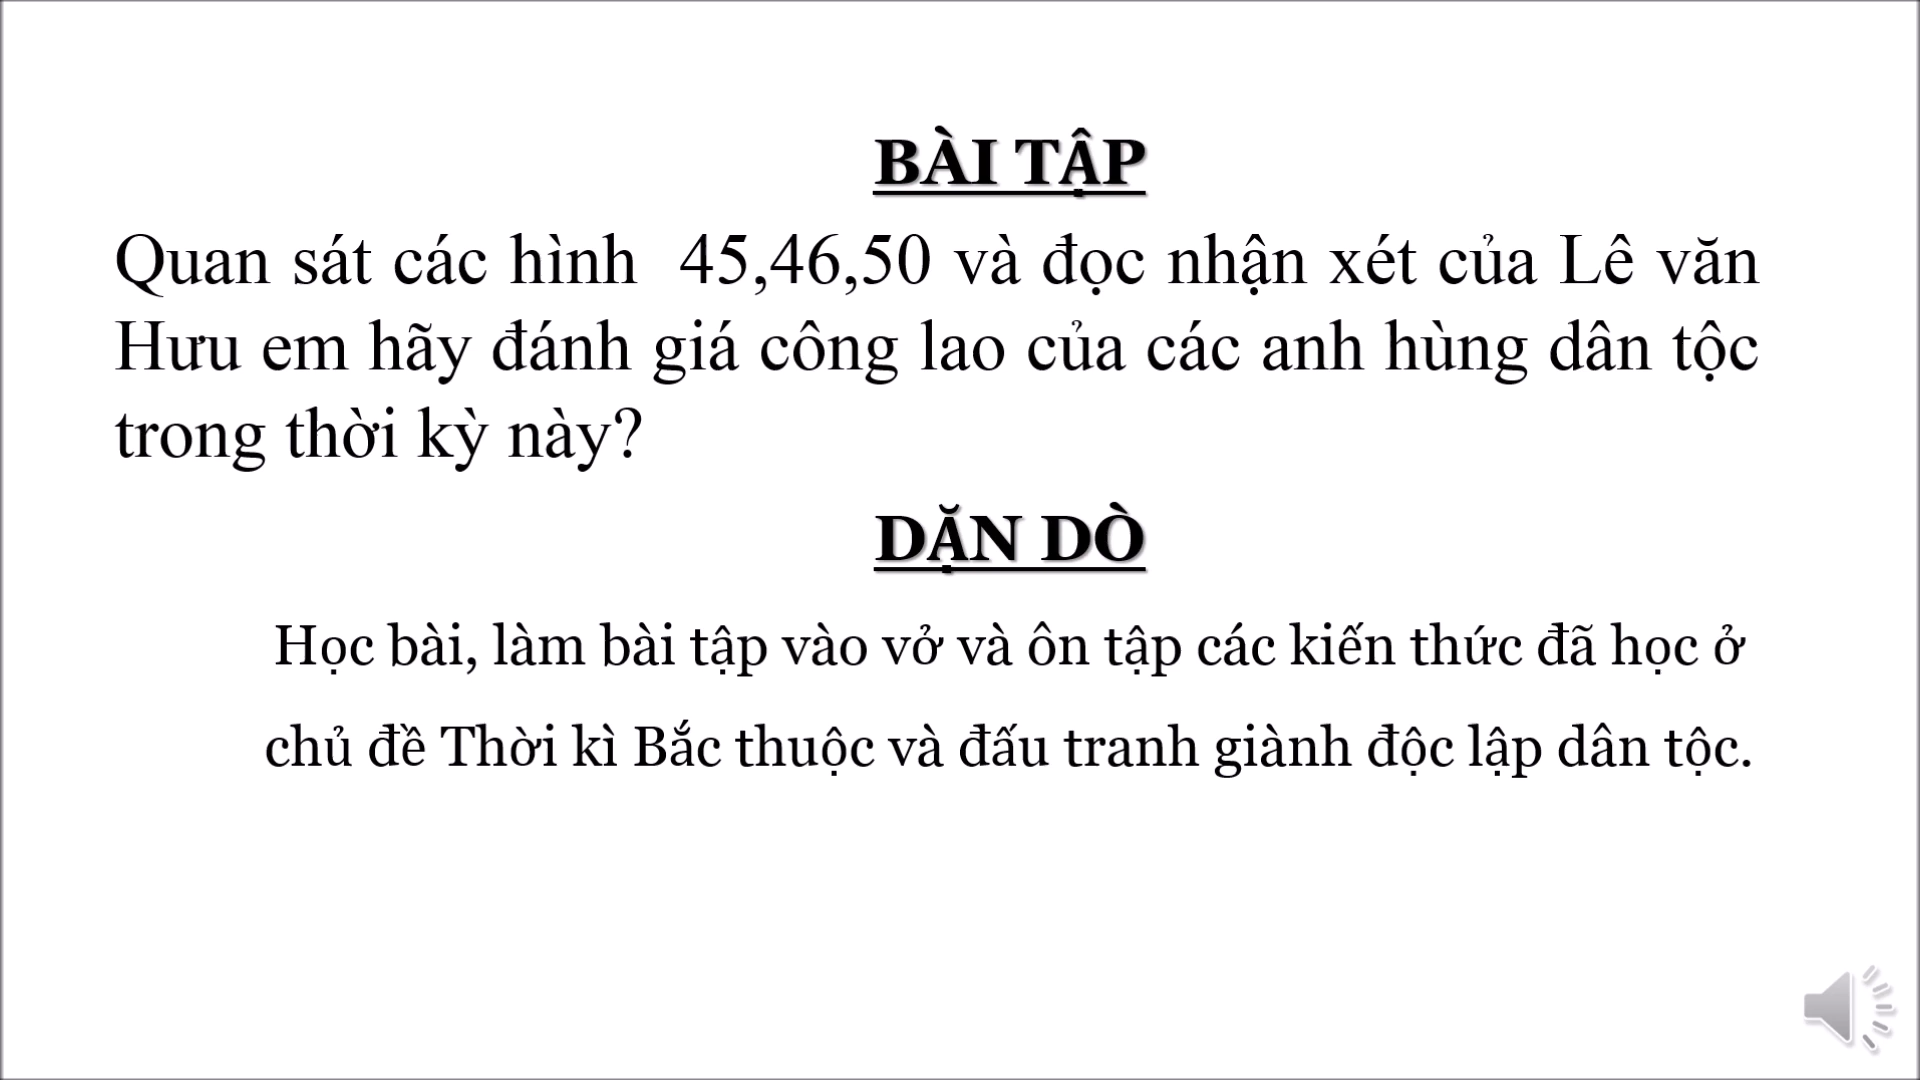 BÀI TẬP
Quan sát các hình 45,46,50 và đọc nhận xét của Lê văn
Hưu em hãy đánh giá công lao của các anh hùng dân tộc
trong thời kỳ này?
DẶN DÒ
Học bài, làm bài tập vào vở và ôn tập các kiến thức đã học ở
chủ đề Thời kì Bắc thuộc và đấu tranh giành độc lập dân tộc.